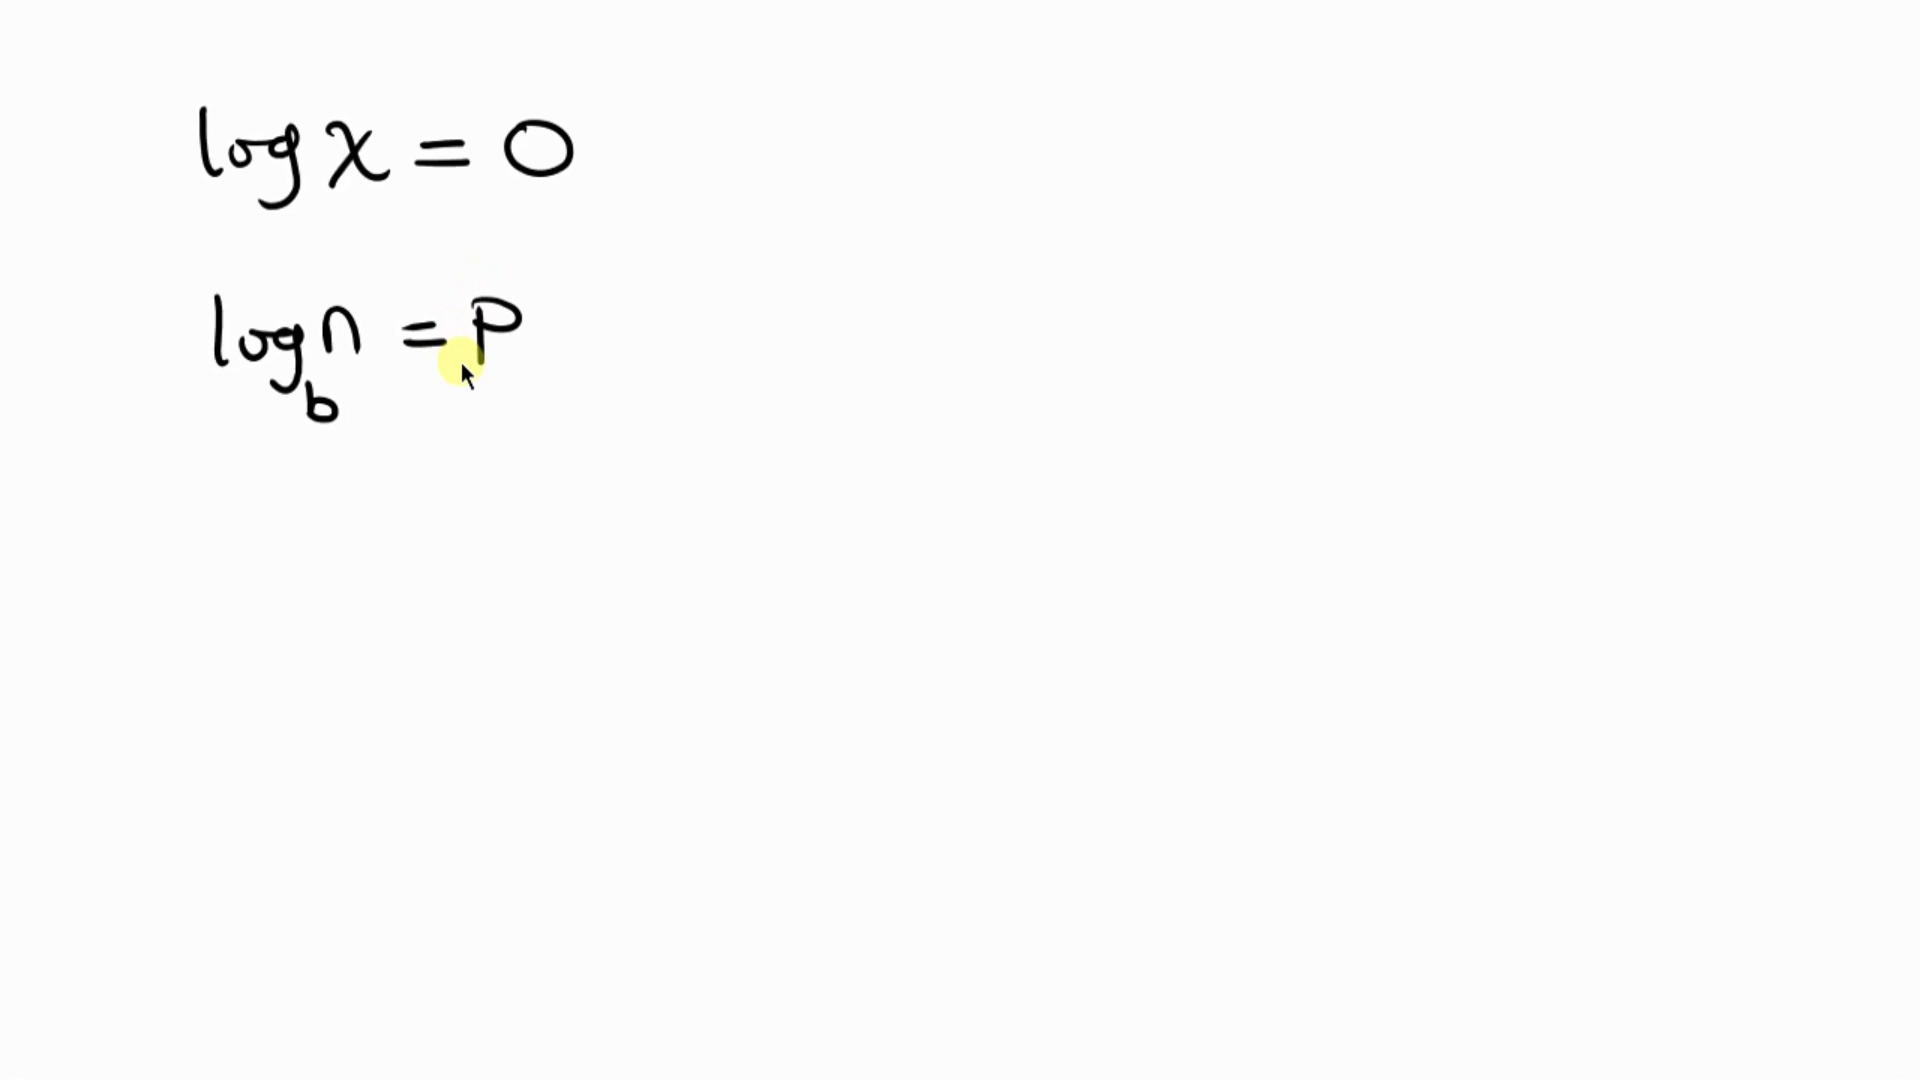 log x = 0
log_b n = P